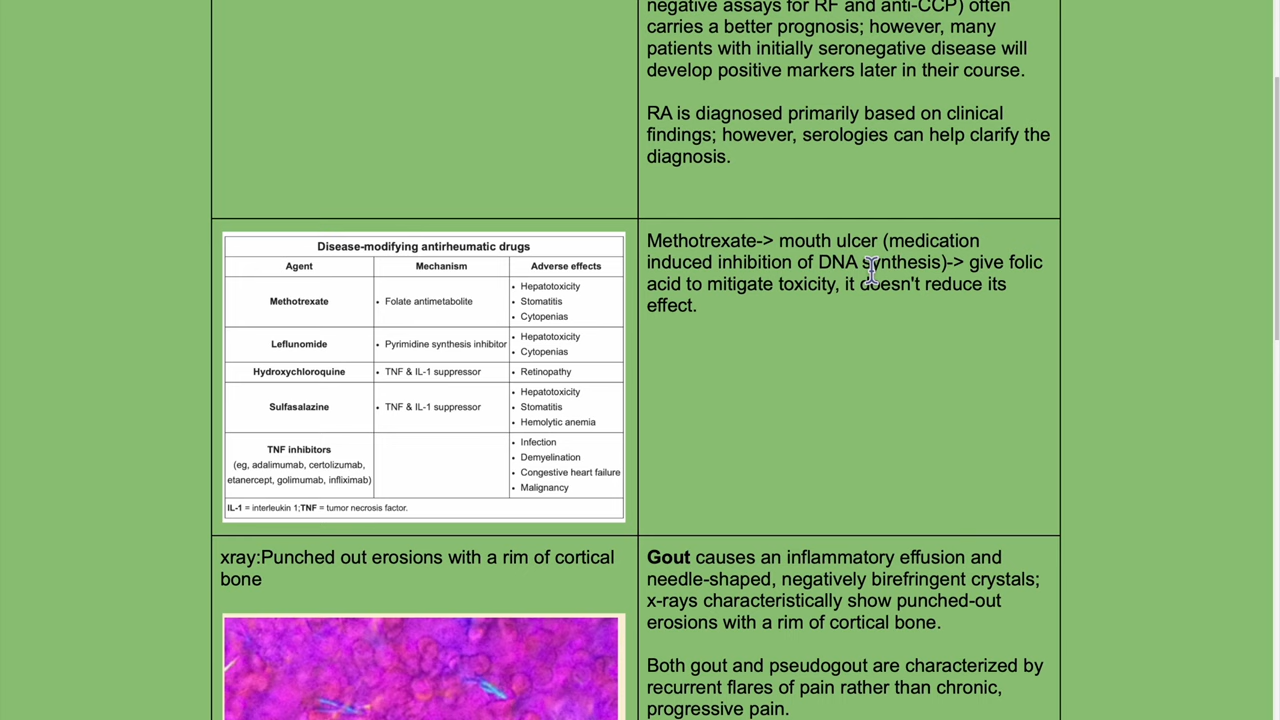 negative assays for RF and anti-CCP) often
carries a better prognosis; however, many
patients with initially seronegative disease will
develop positive markers later in their course.
RA is diagnosed primarily based on clinical
findings; however, serologies can help clarify the
diagnosis.
Disease-modifying antirheumatic drugs
Agent Mechanism Adverse effects
Methotrexate
• Folate antimetabolite
• Hepatotoxicity
• Stomatitis
• Cytopenias
Leflunomide
• Pyrimidine synthesis inhibitor
• Hepatotoxicity
• Cytopenias
Hydroxychloroquine
• TNF & IL-1 suppressor
• Retinopathy
Sulfasalazine
• TNF & IL-1 suppressor
• Hepatotoxicity
• Stomatitis
• Hemolytic anemia
TNF inhibitors
(eg, adalimumab, certolizumab,
etanercept, golimumab, infliximab)
• Infection
• Demyelination
• Congestive heart failure
• Malignancy
IL-1 = interleukin 1;TNF = tumor necrosis factor.
Methotrexate-> mouth ulcer (medication
induced inhibition of DNA synthesis)-> give folic
acid to mitigate toxicity, it doesn't reduce its
effect.
xray:Punched out erosions with a rim of cortical
bone
Gout causes an inflammatory effusion and
needle-shaped, negatively birefringent crystals;
x-rays characteristically show punched-out
erosions with a rim of cortical bone.
Both gout and pseudogout are characterized by
recurrent flares of pain rather than chronic,
progressive pain.